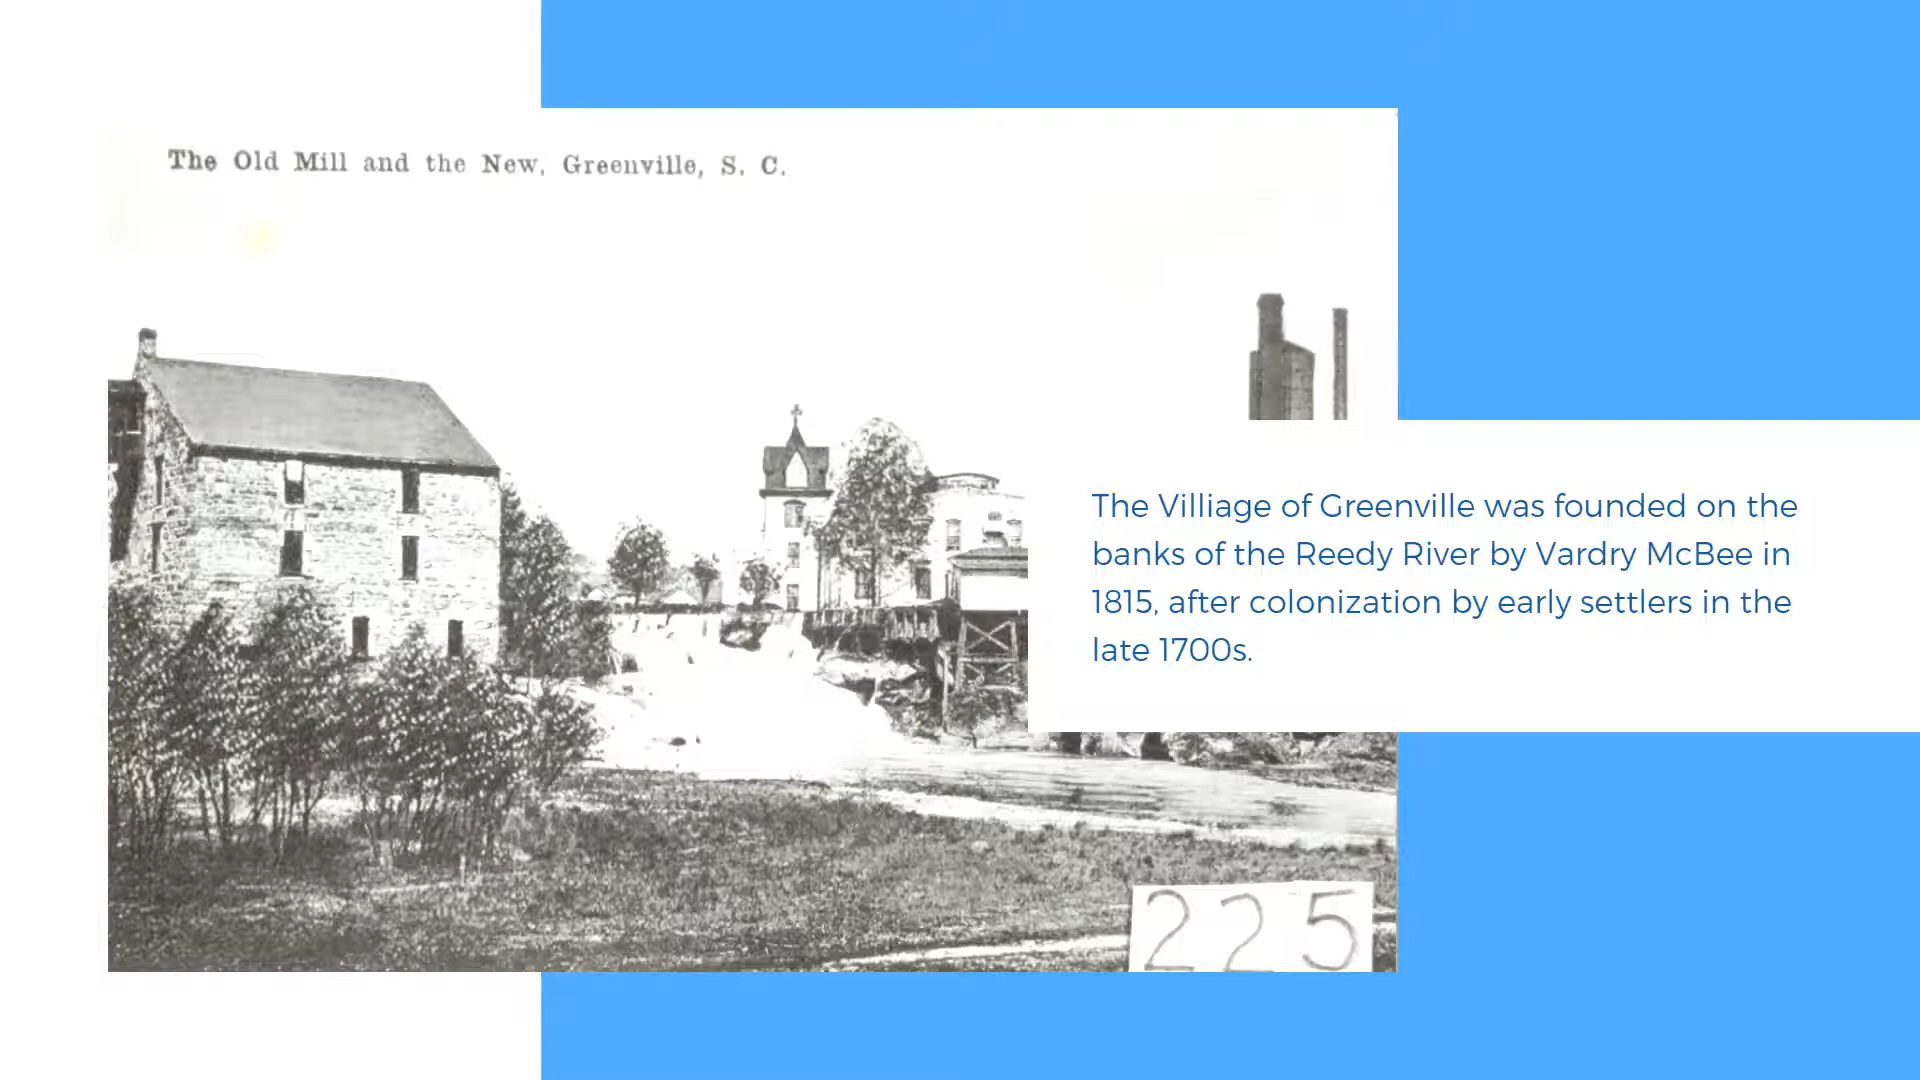 The Old Mill and the New, Greenville, S. C.
The Villiage of Greenville was founded on the
banks of the Reedy River by Vardry McBee in
1815, after colonization by early settlers in the
late 1700s.
225